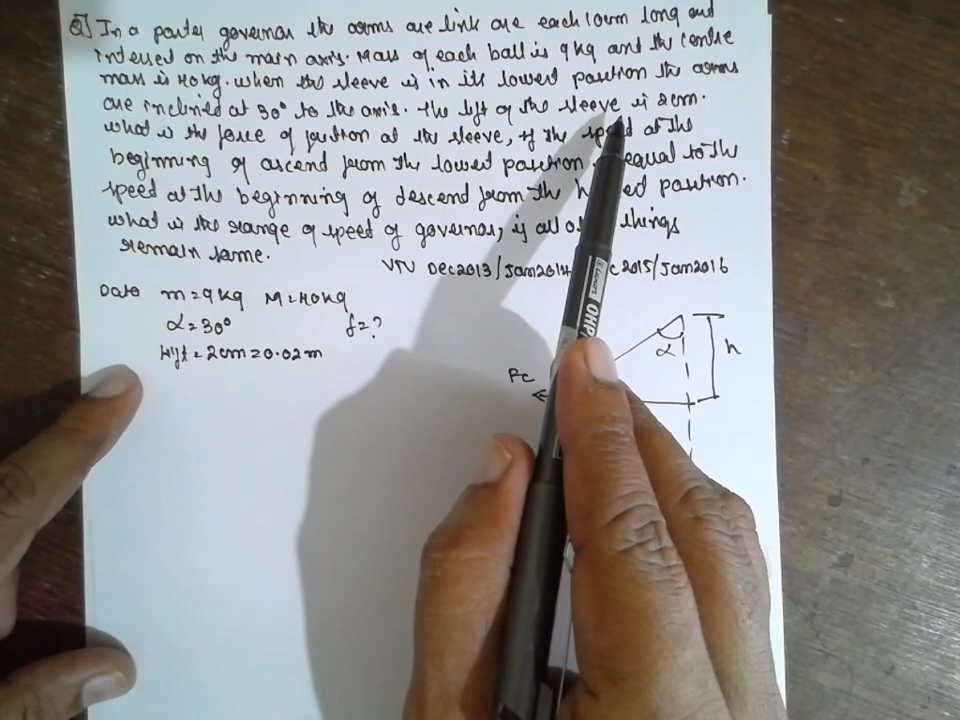 Q] In a porter governor the arms are link are each 10cm long and
intersed on the main axis. Mass of each ball is 9kg and the centre
mass is 40kg. when the sleeve is in its lowest position the arms
are inclined at 30° to the axis. The lift of the sleeve is 2cm.
what is the force of friction at the sleeve, if the speed at the
beginning of ascend from the lowest position equal to the
speed at the beginning of descend from the position.
what is the range of speed of governor, is all things
remain same.
VTU Dec2013/Jan2014 2015/Jan2016
Data m=9kg M=40kg
α=30° f=?
lift=2cm=0.02m
α
h
Fc
OHP